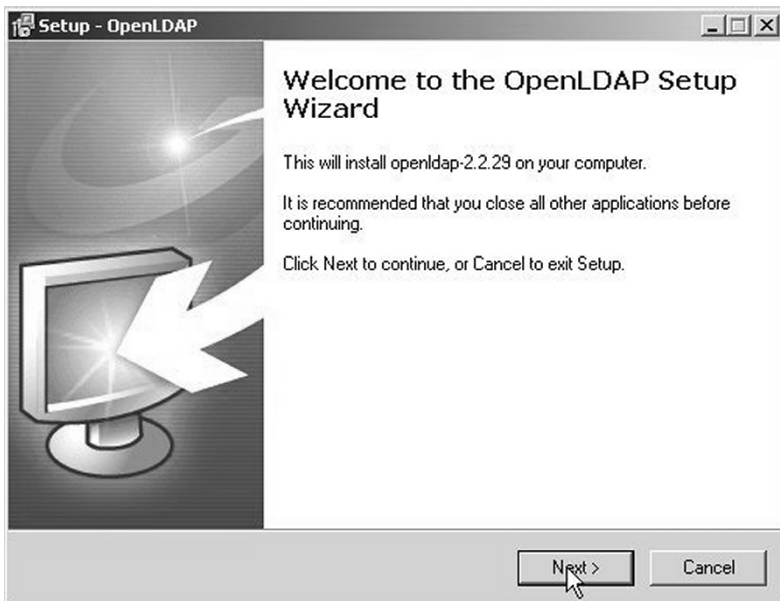 Setup - OpenLDAP
Welcome to the OpenLDAP Setup
Wizard
This will install openldap-2.2.29 on your computer.
It is recommended that you close all other applications before
continuing.
Click Next to continue, or Cancel to exit Setup.
Next >
Cancel